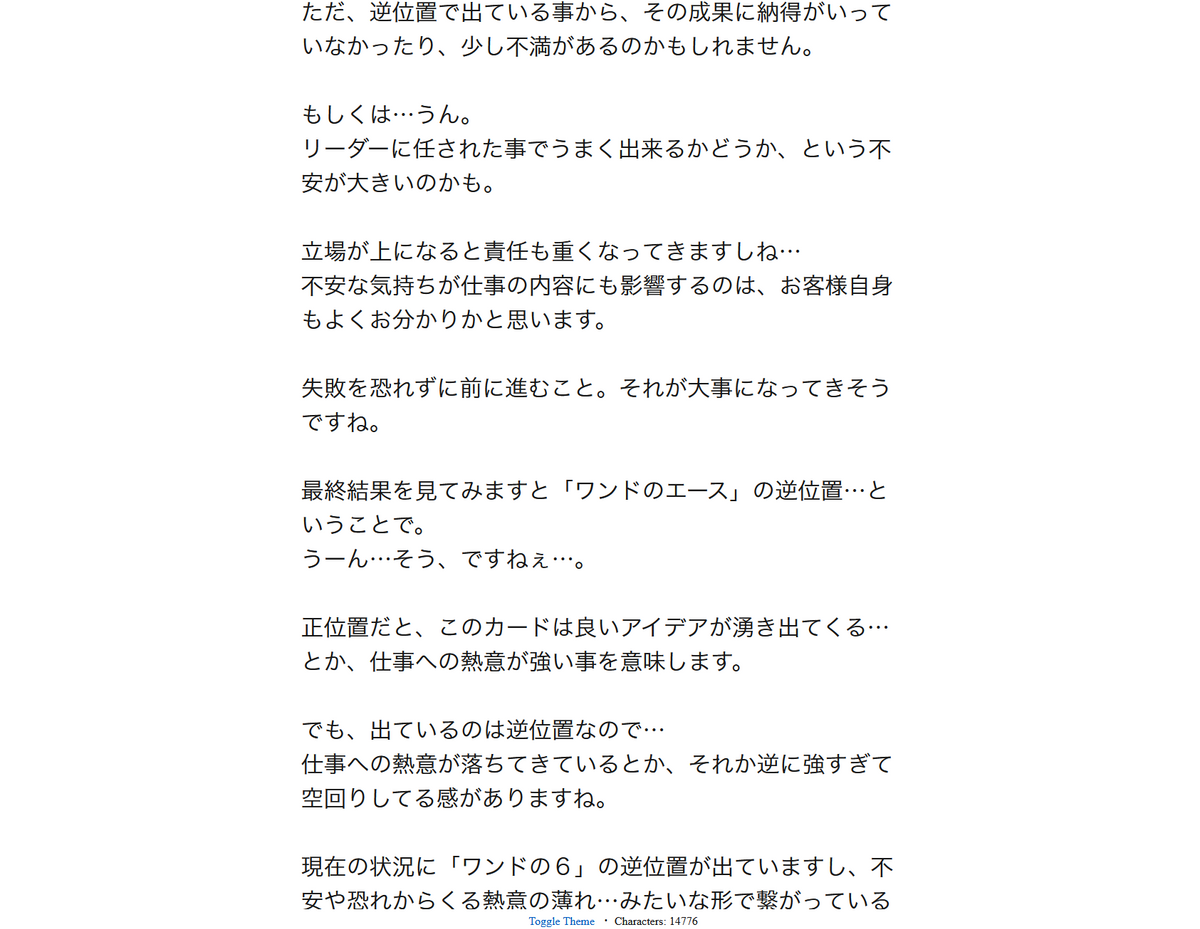 ただ、逆位置で出ている事から、その成果に納得がいって
いなかったり、少し不満があるのかもしれません。
もしくは…うん。
リーダーに任された事でうまく出来るかどうか、という不
安が大きいのかも。
立場が上になると責任も重くなってきますしね…
不安な気持ちが仕事の内容にも影響するのは、お客様自身
もよくお分かりかと思います。
失敗を恐れずに前に進むこと。それが大事になってきそう
ですね。
最終結果を見てみますと「ワンドのエース」の逆位置…と
いうことで。
うーん…そう、ですねぇ…。
正位置だと、このカードは良いアイデアが湧き出てくる…
とか、仕事への熱意が強い事を意味します。
でも、出ているのは逆位置なので…
仕事への熱意が落ちてきているとか、それか逆に強すぎて
空回りしてる感がありますね。
現在の状況に「ワンドの６」の逆位置が出ていますし、不
安や恐れからくる熱意の薄れ…みたいな形で繋がっている
Toggle Theme ・ Characters: 14776